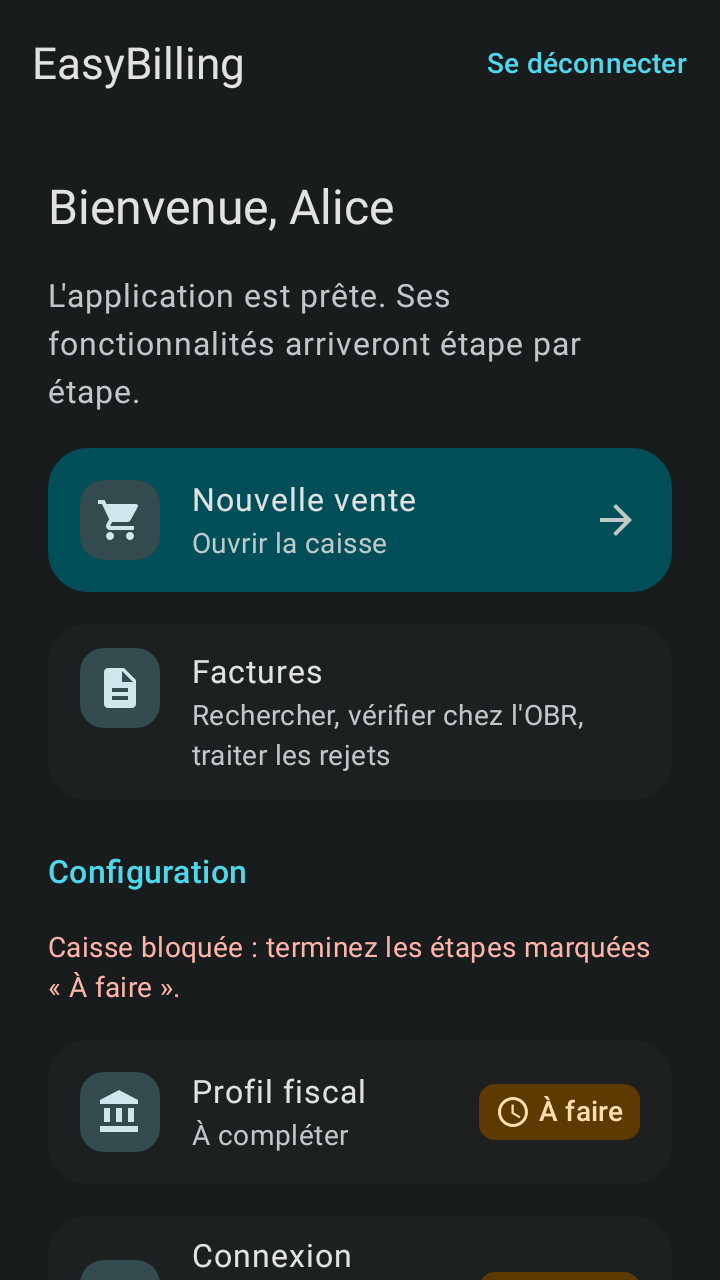 EasyBilling
Se déconnecter
Bienvenue, Alice
L'application est prête. Ses
fonctionnalités arriveront étape par
étape.
Nouvelle vente
Ouvrir la caisse
Factures
Rechercher, vérifier chez l'OBR,
traiter les rejets
Configuration
Caisse bloquée : terminez les étapes marquées
« À faire ».
Profil fiscal
À compléter
À faire
Connexion